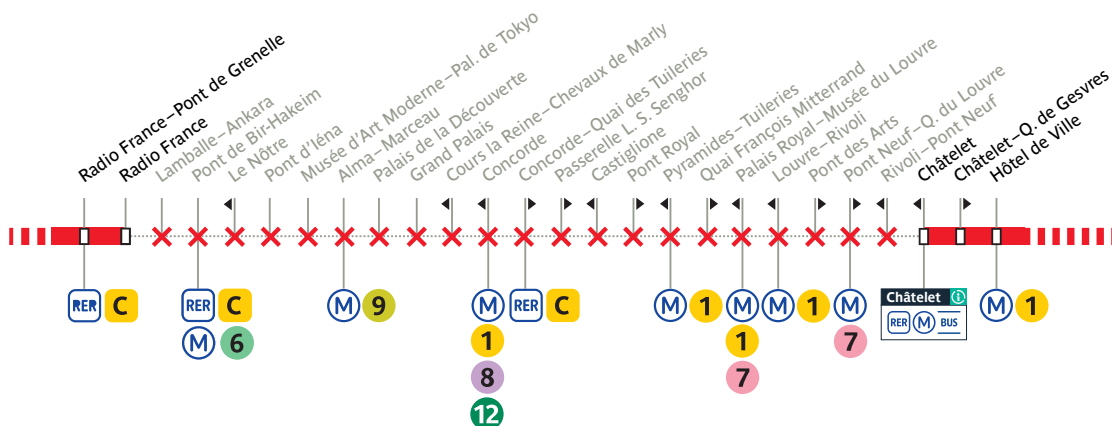 Radio France–Pont de Grenelle
Radio France
Lamballe–Ankara
Pont de Bir-Hakeim
Le Nôtre
Pont d'Iéna
Musée d'Art Moderne–Pal. de Tokyo
Alma–Marceau
Palais de la Découverte
Grand Palais
Cours la Reine–Chevaux de Marly
Concorde
Concorde–Quai des Tuileries
Passerelle L. S. Senghor
Castiglione
Pont Royal
Pyramides–Tuileries
Quai François Mitterrand
Palais Royal–Musée du Louvre
Louvre–Rivoli
Pont des Arts
Pont Neuf–Q. du Louvre
Rivoli–Pont Neuf
Châtelet
Châtelet–Q. de Gesvres
Hôtel de Ville
RER C
RER C
M 6
M 9
M
1
8
12
RER C
M 1
M
1
7
M 1
M
7
Châtelet i
RER M BUS
M 1